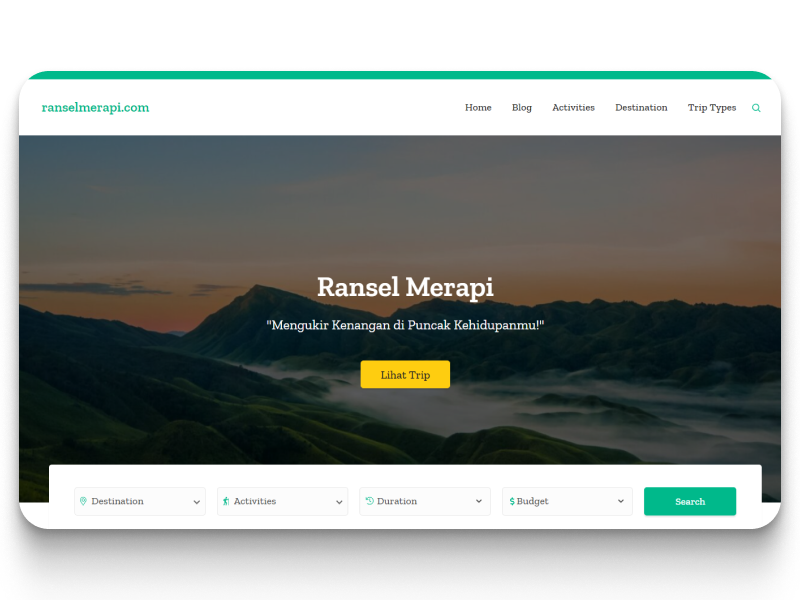 ranselmerapi.com
Home Blog Activities Destination Trip Types
Ransel Merapi
"Mengukir Kenangan di Puncak Kehidupanmu!"
Lihat Trip
Destination Activities Duration $ Budget Search